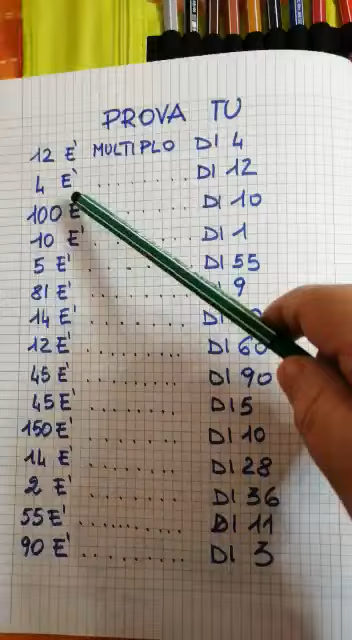 PROVA TU
12 E' MULTIPLO DI 4
4 E' .......... DI 12
100 E' .......... DI 10
10 E' .......... DI 1
5 E' .......... DI 55
81 E' .......... 9
14 E' .......... DI
12 E' .......... DI 60
45 E' .......... DI 90
45 E' .......... DI 5
150 E' .......... DI 10
14 E' .......... DI 28
2 E' .......... DI 36
55 E' .......... DI 11
90 E' .......... DI 3